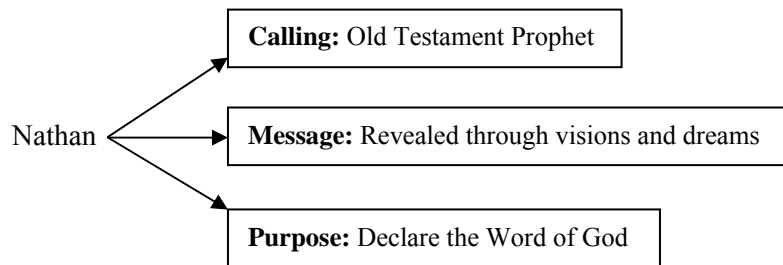 Calling: Old Testament Prophet
Nathan
Message: Revealed through visions and dreams
Purpose: Declare the Word of God